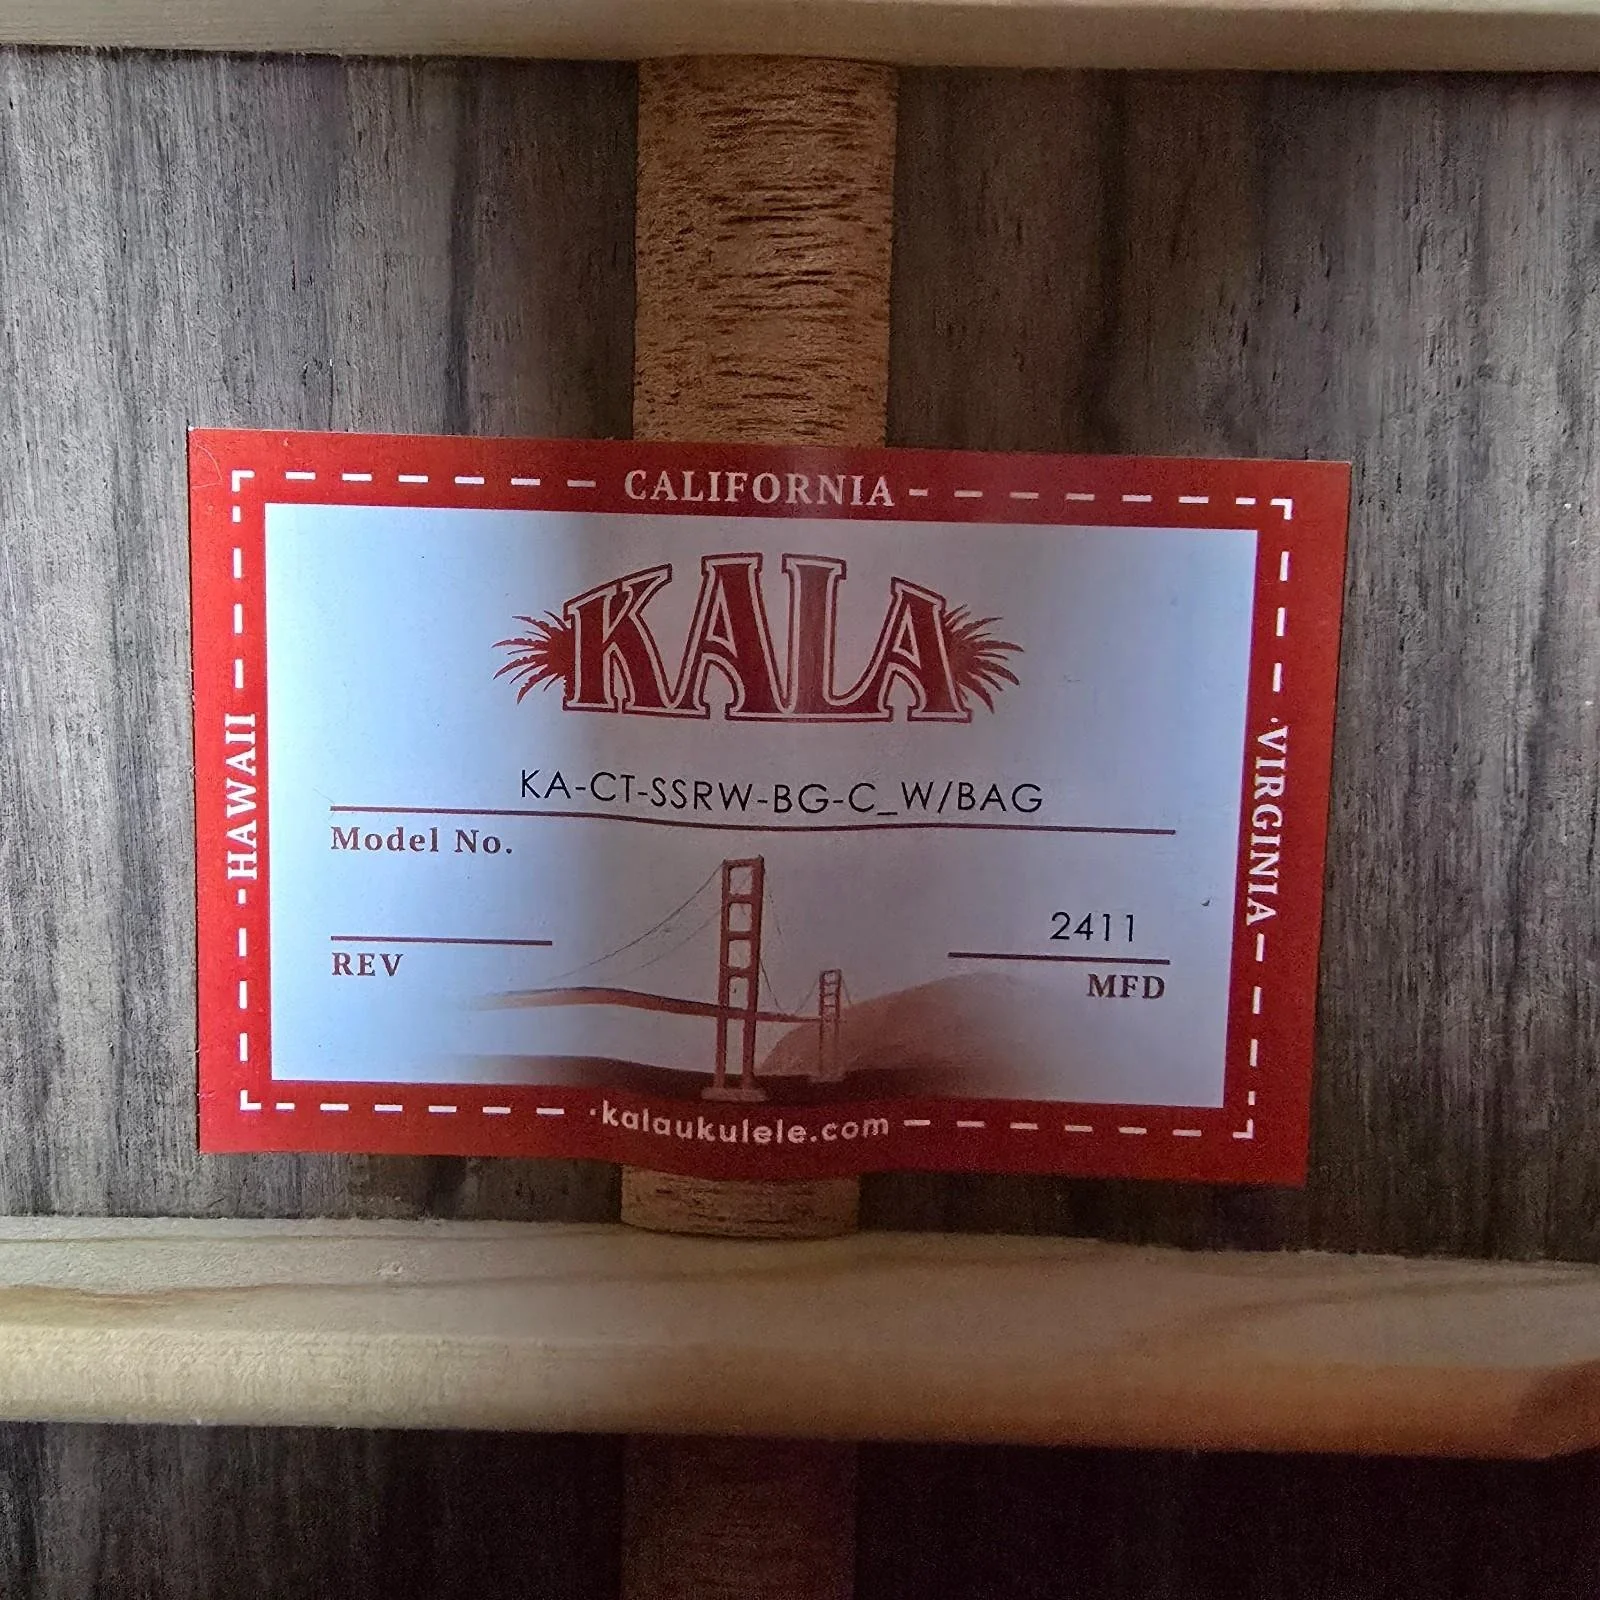 CALIFORNIA
KALA
HAWAII
VIRGINIA
KA-CT-SSRW-BG-C_W/BAG
Model No.
2411
REV
MFD
·kalaukulele.com